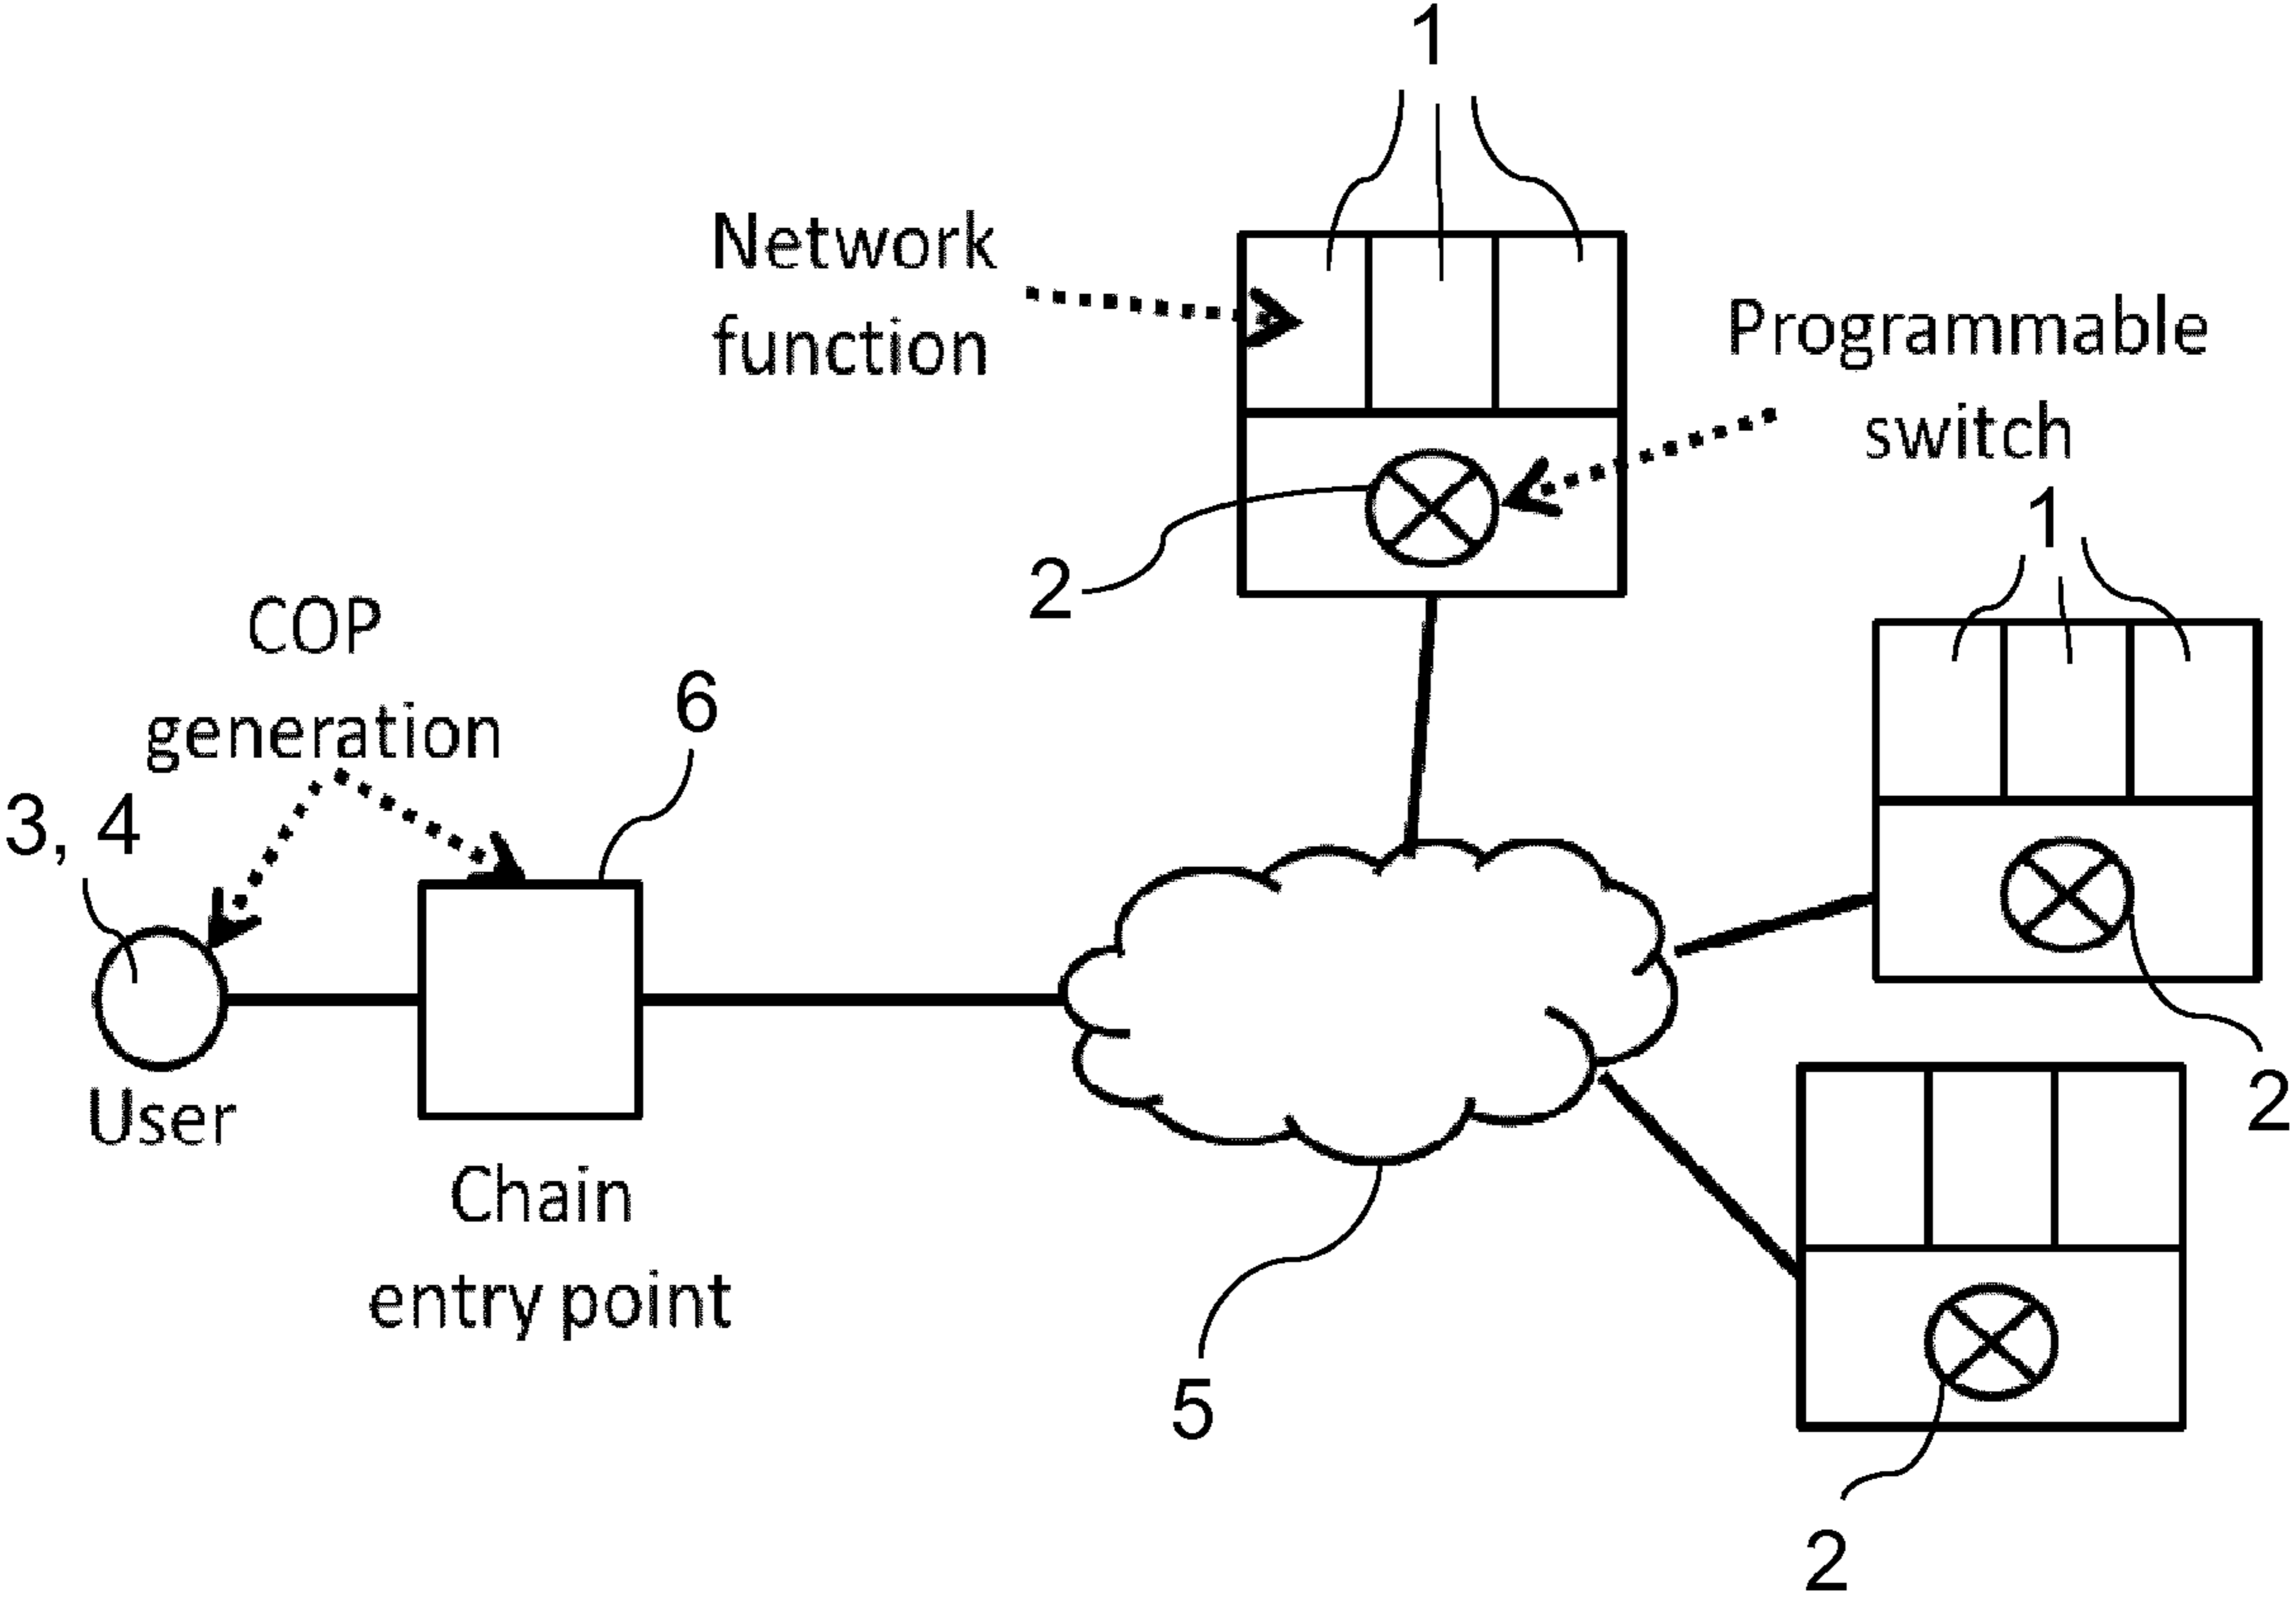 1
Network
function
Programmable
switch
2
1
COP
generation
6
3, 4
User
2
Chain
entry point
5
2